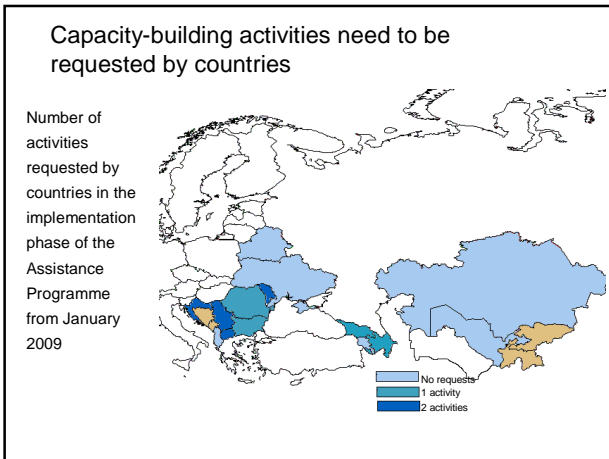 Capacity-building activities need to be
requested by countries
Number of
activities
requested by
countries in the
implementation
phase of the
Assistance
Programme
from January
2009
No requests
1 activity
2 activities